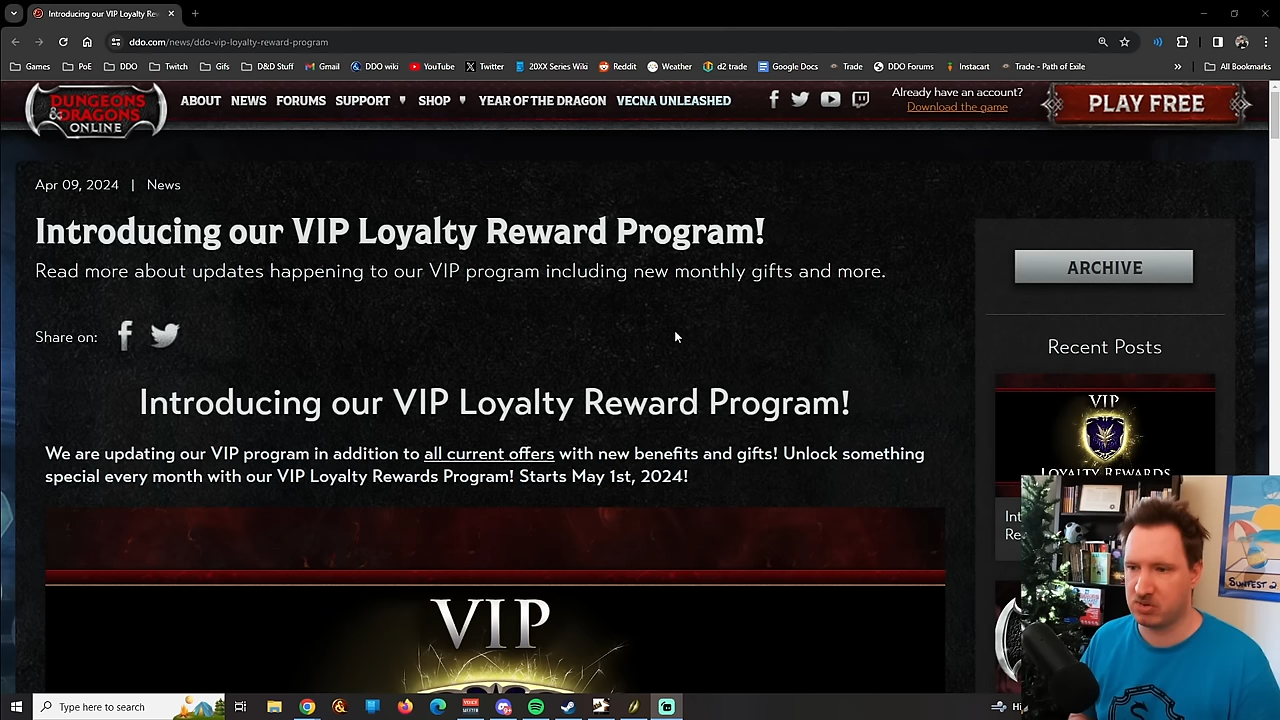 Introducing our VIP Loyalty Re
ddo.com/news/ddo-vip-loyalty-reward-program
Games
PoE
DDO
Twitch
Gifs
D&D Stuff
Gmail
DDO wiki
YouTube
Twitter
20XX Series Wiki
Reddit
Weather
d2 trade
Google Docs
Trade
DDO Forums
Instacart
Trade - Path of Exile
»
All Bookmarks
DUNGEONS
& DRAGONS
ONLINE
ABOUT
NEWS
FORUMS
SUPPORT
SHOP
YEAR OF THE DRAGON
VECNA UNLEASHED
Already have an account?
Download the game
PLAY FREE
Apr 09, 2024 | News
Introducing our VIP Loyalty Reward Program!
Read more about updates happening to our VIP program including new monthly gifts and more.
Share on:
Introducing our VIP Loyalty Reward Program!
We are updating our VIP program in addition to all current offers with new benefits and gifts! Unlock something
special every month with our VIP Loyalty Rewards Program! Starts May 1st, 2024!
VIP
ARCHIVE
Recent Posts
VIP
LOYALTY REWARDS
Int
Re
SUNFEST
Type here to search
Hi